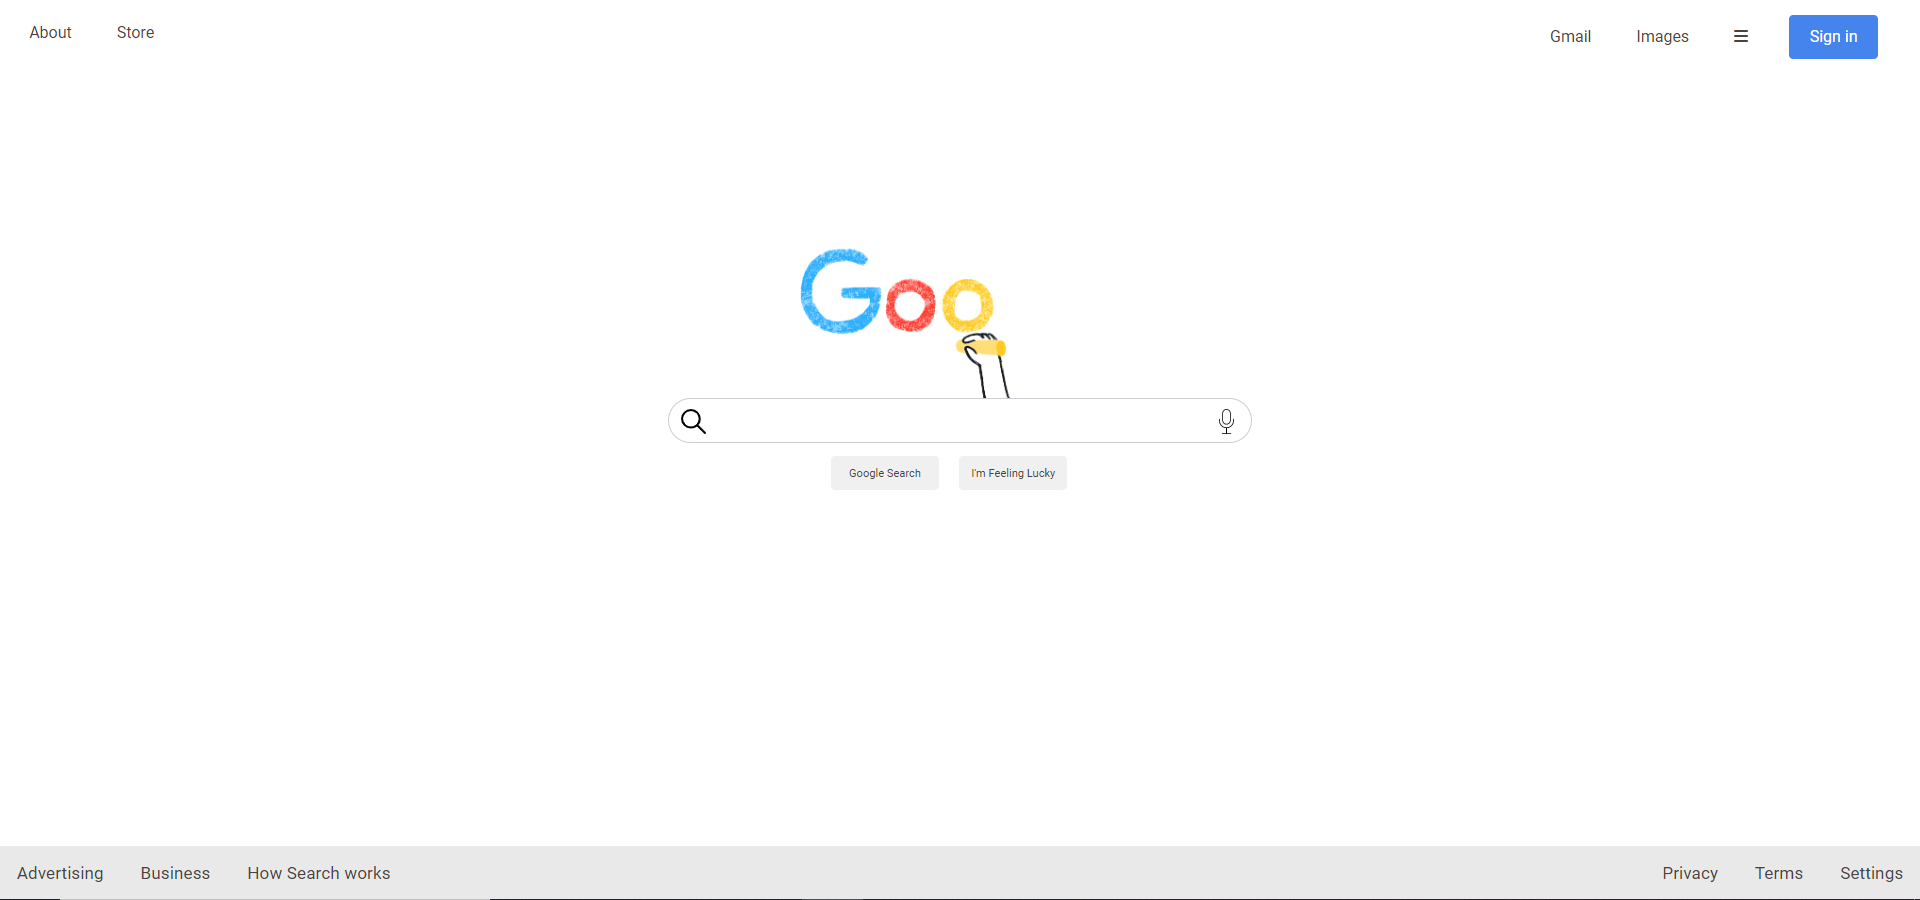 About Store Gmail Images Sign in
Goo
Google Search I'm Feeling Lucky
Advertising Business How Search works Privacy Terms Settings